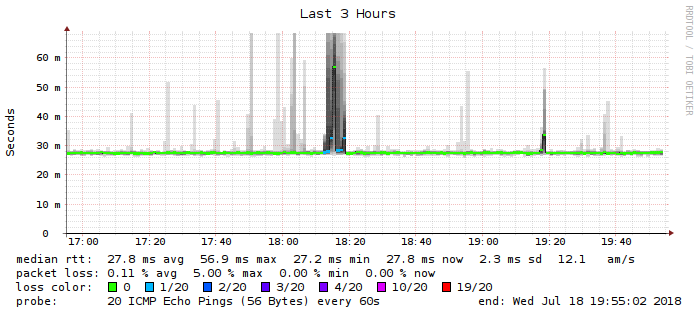 Last 3 Hours
RRDTOOL / TOBI OETIKER
Seconds
60 m
50 m
40 m
30 m
20 m
10 m
0
17:00 17:20 17:40 18:00 18:20 18:40 19:00 19:20 19:40
median rtt: 27.8 ms avg 56.9 ms max 27.2 ms min 27.8 ms now 2.3 ms sd 12.1 am/s
packet loss: 0.11 % avg 5.00 % max 0.00 % min 0.00 % now
loss color: 0 1/20 2/20 3/20 4/20 10/20 19/20
probe: 20 ICMP Echo Pings (56 Bytes) every 60s end: Wed Jul 18 19:55:02 2018